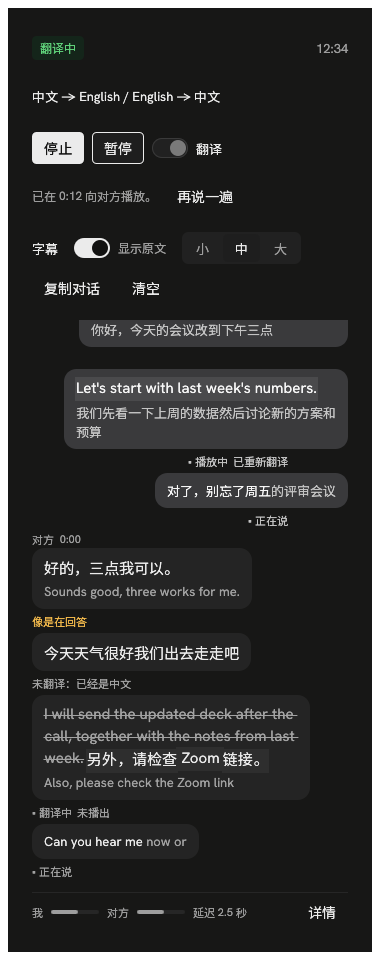 翻译中 12:34
中文 → English / English → 中文
停止 暂停 翻译
已在 0:12 向对方播放。 再说一遍
字幕 显示原文 小 中 大
复制对话 清空
你好，今天的会议改到下午三点
Let's start with last week's numbers.
我们先看一下上周的数据然后讨论新的方案和
预算
• 播放中 已重新翻译
对了，别忘了周五的评审会议
• 正在说
对方 0:00
好的，三点我可以。
Sounds good, three works for me.
像是在回答
今天天气很好我们出去走走吧
未翻译：已经是中文
I will send the updated deck after the
call, together with the notes from last
week. 另外，请检查 Zoom 链接。
Also, please check the Zoom link
• 翻译中 未播出
Can you hear me now or
• 正在说
我 对方 延迟 2.5 秒 详情